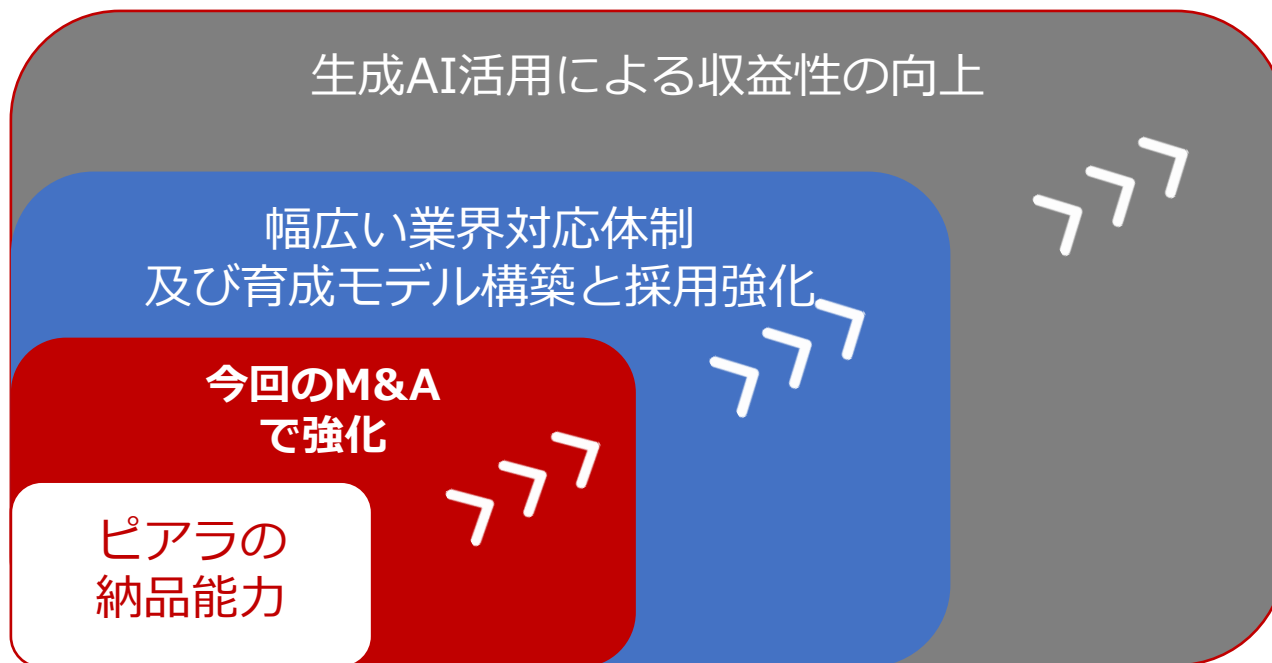 生成AI活用による収益性の向上
幅広い業界対応体制
及び育成モデル構築と採用強化
今回のM&A
で強化
ピアラの
納品能力